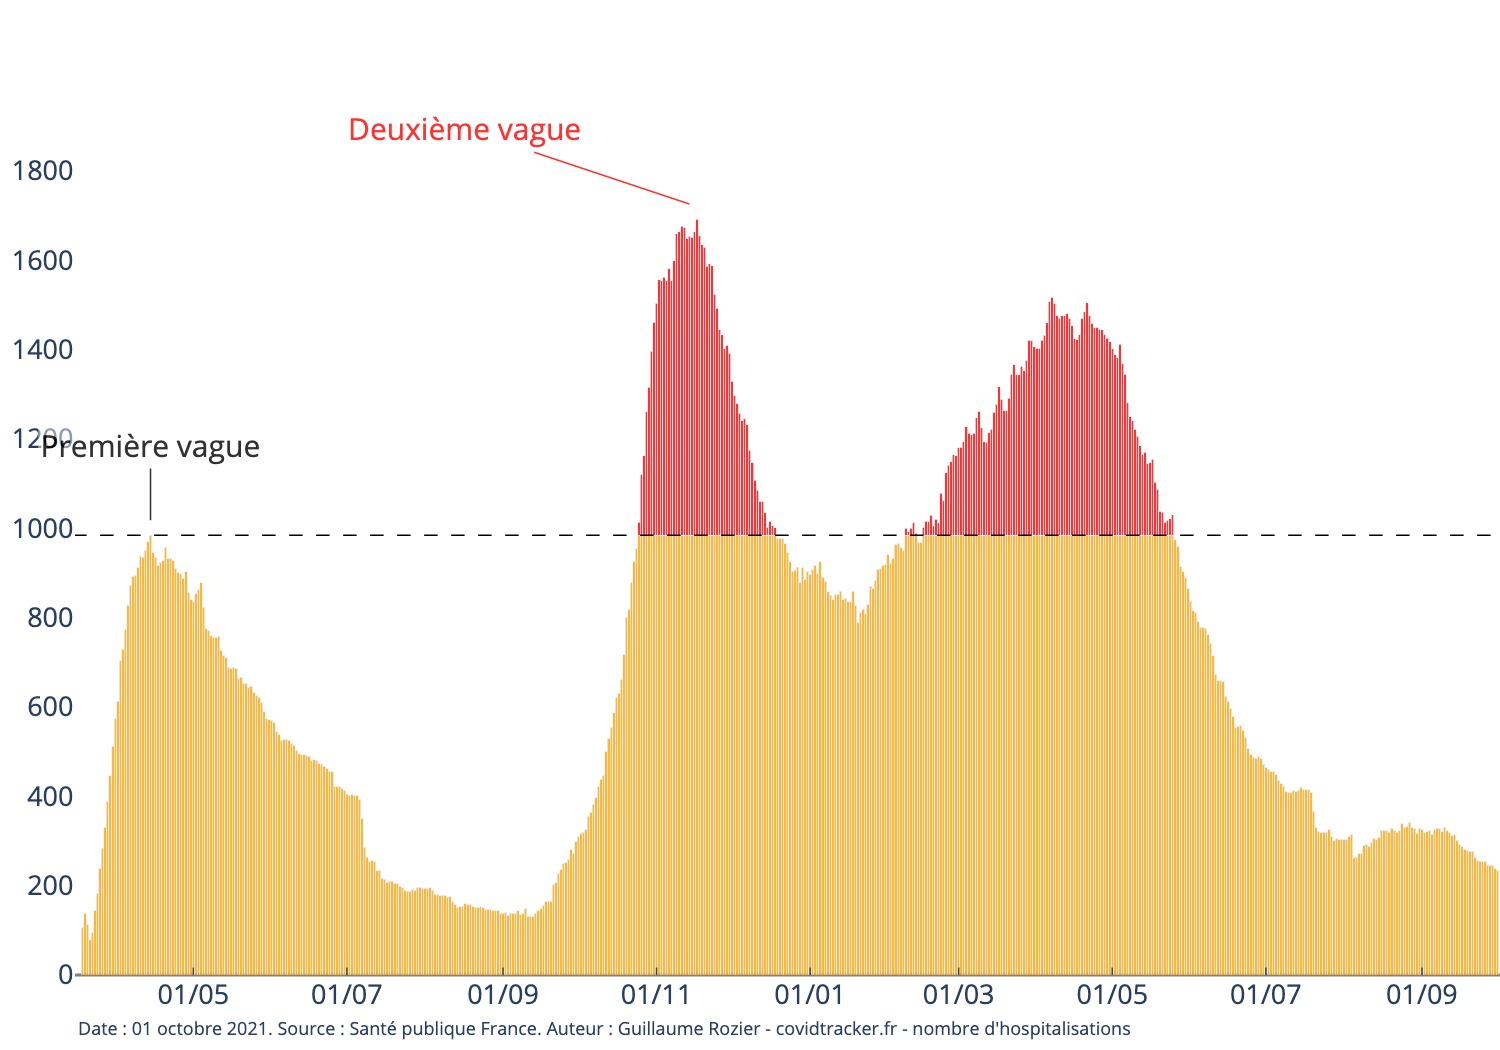 Deuxième vague
1800
1600
1400
1200
Première vague
1000
800
600
400
200
0
01/05 01/07 01/09 01/11 01/01 01/03 01/05 01/07 01/09
Date : 01 octobre 2021. Source : Santé publique France. Auteur : Guillaume Rozier - covidtracker.fr - nombre d'hospitalisations